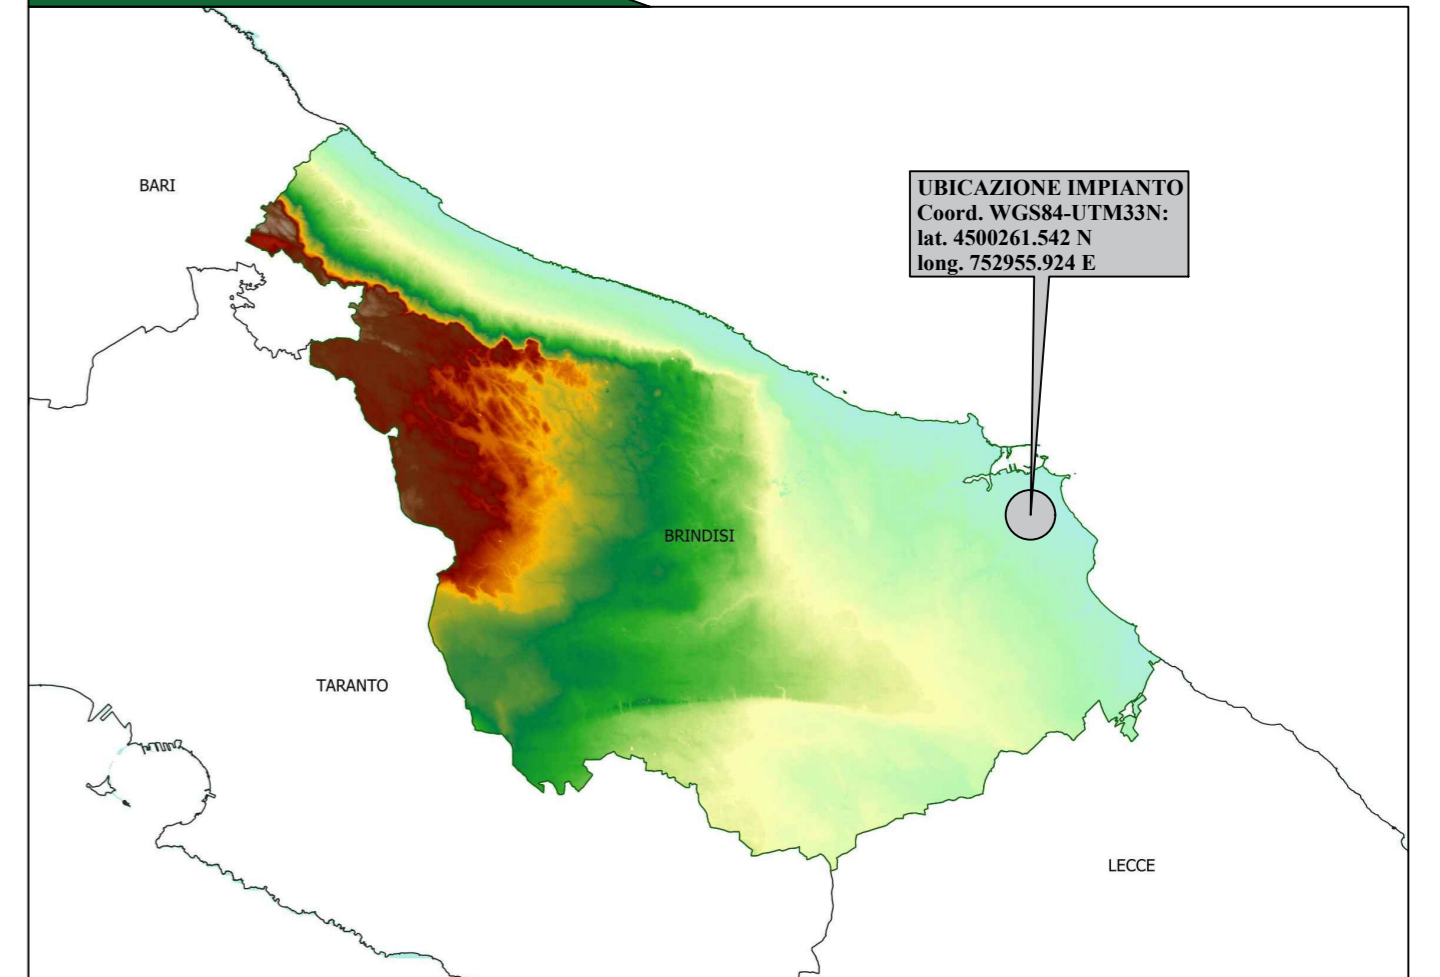 BARI
UBICAZIONE IMPIANTO
Coord. WGS84-UTM33N:
lat. 4500261.542 N
long. 752955.924 E
BRINDISI
TARANTO
LECCE